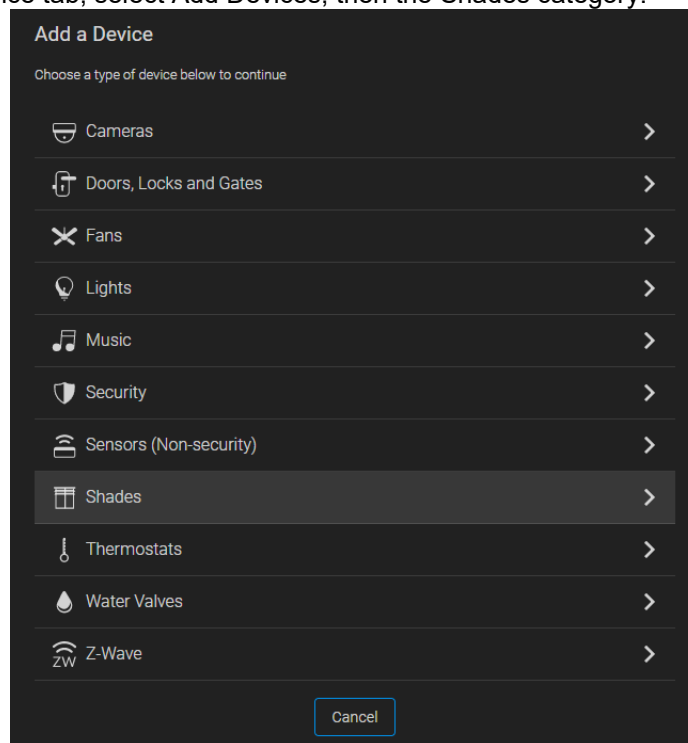 tab, select Add Devices, then the Shades category.
Add a Device
Choose a type of device below to continue
Cameras
Doors, Locks and Gates
Fans
Lights
Music
Security
Sensors (Non-security)
Shades
Thermostats
Water Valves
ZW Z-Wave
Cancel